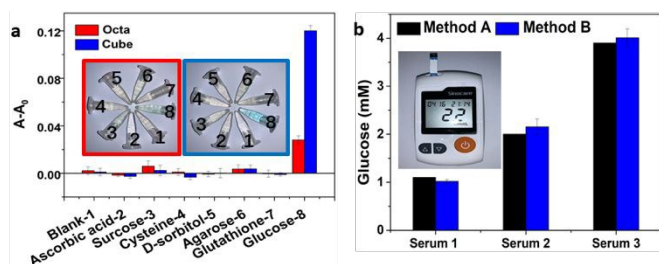 a
Octa
Cube
A-A₀
0.12
0.08
0.04
0.00
5 6
4 7
3 8
2 1
5 6
4 7
3 8
2 1
Blank-1
Ascorbic acid-2
Surcose-3
Cysteine-4
D-sorbitol-5
Agarose-6
Glutathione-7
Glucose-8
b
Method A
Method B
Glucose (mM)
4
3
2
1
0
Serum 1
Serum 2
Serum 3